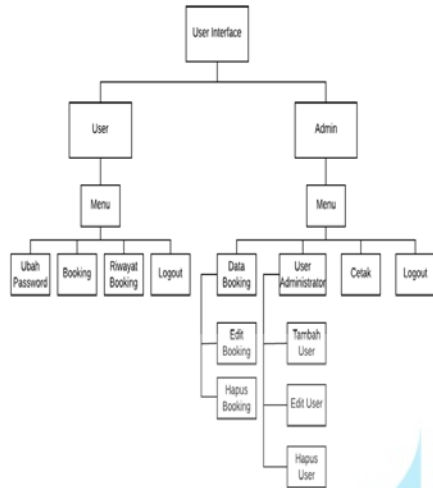 User Interface
User
Admin
Menu
Menu
Ubah
Password
Booking
Riwayat
Booking
Logout
Data
Booking
User
Administrator
Cetak
Logout
Edit
Booking
Tambah
User
Hapus
Booking
Edit User
Hapus
User